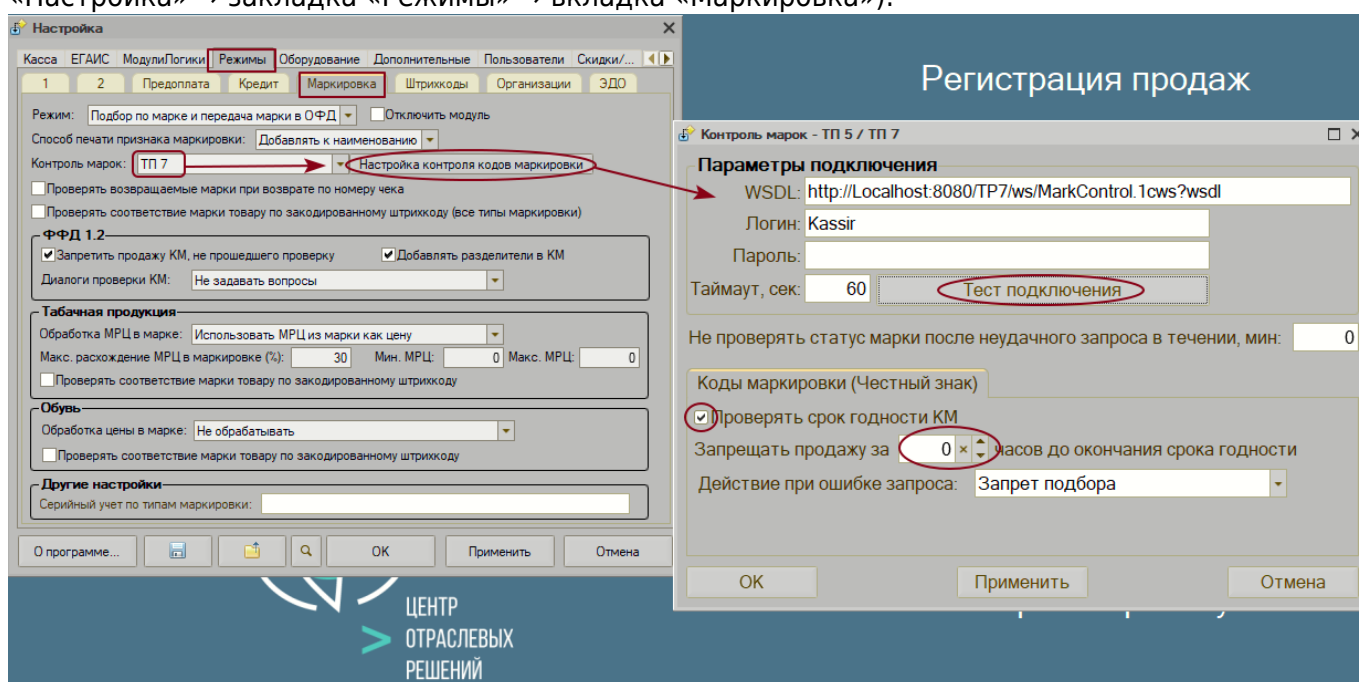 «Настройка» → закладка «Режимы» → вкладка «Маркировка»).
Настройка
Касса ЕГАИС МодулиЛогики Режимы Оборудование Дополнительные Пользователи Скидки/...
1 2 Предоплата Кредит Маркировка Штрихкоды Организации ЭДО
Режим: Подбор по марке и передача марки в ОФД Отключить модуль
Способ печати признака маркировки: Добавлять к наименованию
Контроль марок: ТП 7 Настройка контроля кодов маркировки
Проверять возвращаемые марки при возврате по номеру чека
Проверять соответствие марки товару по закодированному штрихкоду (все типы маркировки)
ФФД 1.2
Запретить продажу КМ, не прошедшего проверку Добавлять разделители в КМ
Диалоги проверки КМ: Не задавать вопросы
Табачная продукция
Обработка МРЦ в марке: Использовать МРЦ из марки как цену
Макс. расхождение МРЦ в маркировке (%): 30 Мин. МРЦ: 0 Макс. МРЦ: 0
Проверять соответствие марки товару по закодированному штрихкоду
Обувь
Обработка цены в марке: Не обрабатывать
Проверять соответствие марки товару по закодированному штрихкоду
Другие настройки
Серийный учет по типам маркировки:
О программе... ОК Применить Отмена
Регистрация продаж
Контроль марок - ТП 5 / ТП 7
Параметры подключения
WSDL: http://Localhost:8080/TP7/ws/MarkControl.1cws?wsdl
Логин: Kassir
Пароль:
Таймаут, сек: 60 Тест подключения
Не проверять статус марки после неудачного запроса в течении, мин: 0
Коды маркировки (Честный знак)
Проверять срок годности КМ
Запрещать продажу за 0 часов до окончания срока годности
Действие при ошибке запроса: Запрет подбора
ОК Применить Отмена
ЦЕНТР
ОТРАСЛЕВЫХ
РЕШЕНИЙ